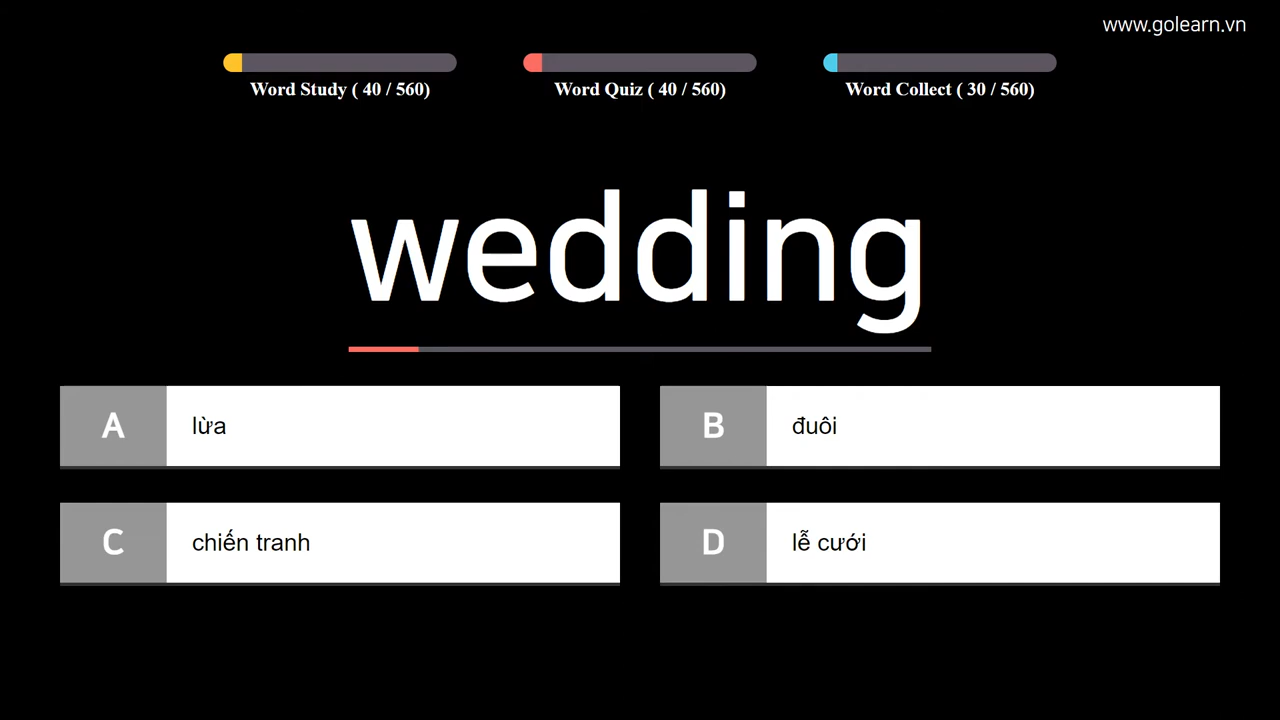 www.golearn.vn
Word Study ( 40 / 560)
Word Quiz ( 40 / 560)
Word Collect ( 30 / 560)
wedding
A lừa
B đuôi
C chiến tranh
D lễ cưới